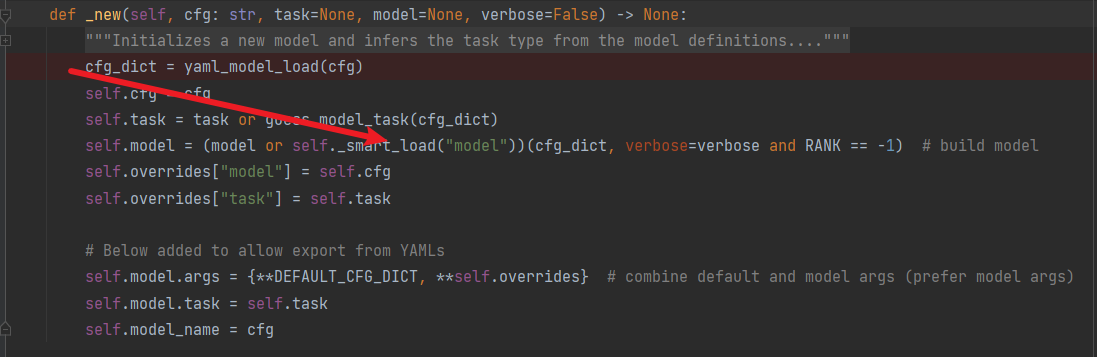 def _new(self, cfg: str, task=None, model=None, verbose=False) -> None:
"""Initializes a new model and infers the task type from the model definitions...."""
cfg_dict = yaml_model_load(cfg)
self.cfg = cfg
self.task = task or guess_model_task(cfg_dict)
self.model = (model or self._smart_load("model"))(cfg_dict, verbose=verbose and RANK == -1)  # build model
self.overrides["model"] = self.cfg
self.overrides["task"] = self.task
# Below added to allow export from YAMLs
self.model.args = {**DEFAULT_CFG_DICT, **self.overrides}  # combine default and model args (prefer model args)
self.model.task = self.task
self.model_name = cfg